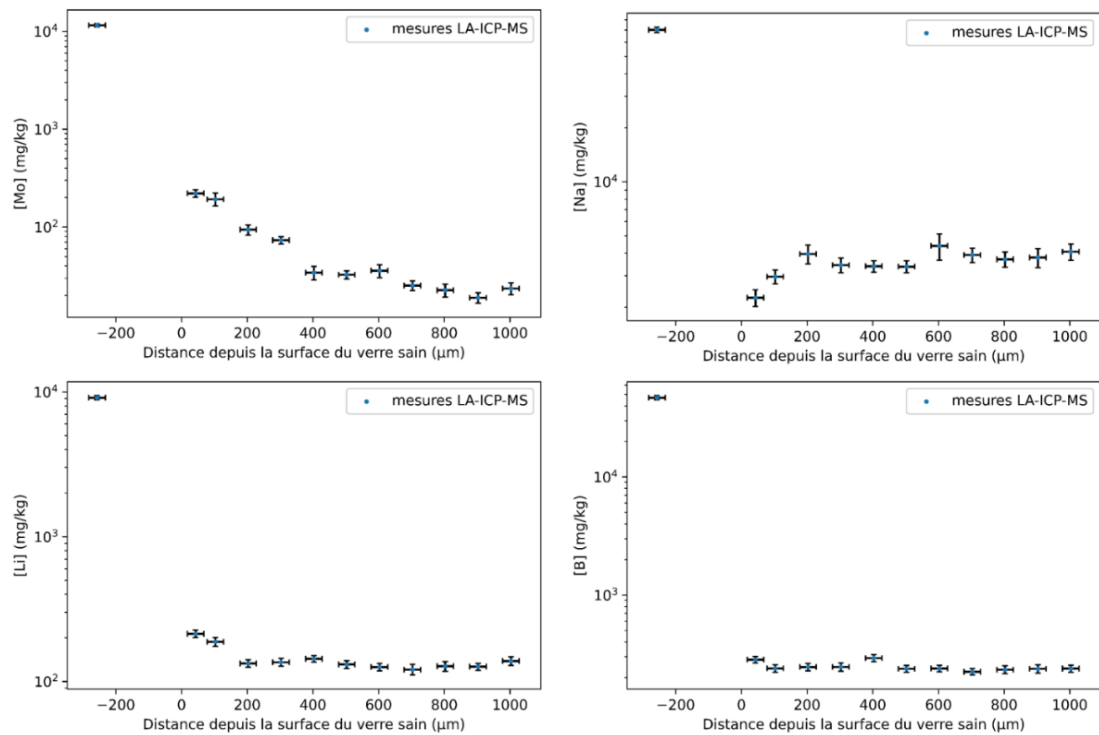 mesures LA-ICP-MS
10⁴
10³
10²
[Mo] (mg/kg)
−200 0 200 400 600 800 1000
Distance depuis la surface du verre sain (µm)
mesures LA-ICP-MS
10⁴
[Na] (mg/kg)
−200 0 200 400 600 800 1000
Distance depuis la surface du verre sain (µm)
mesures LA-ICP-MS
10⁴
10³
10²
[Li] (mg/kg)
−200 0 200 400 600 800 1000
Distance depuis la surface du verre sain (µm)
mesures LA-ICP-MS
10⁴
10³
[B] (mg/kg)
−200 0 200 400 600 800 1000
Distance depuis la surface du verre sain (µm)